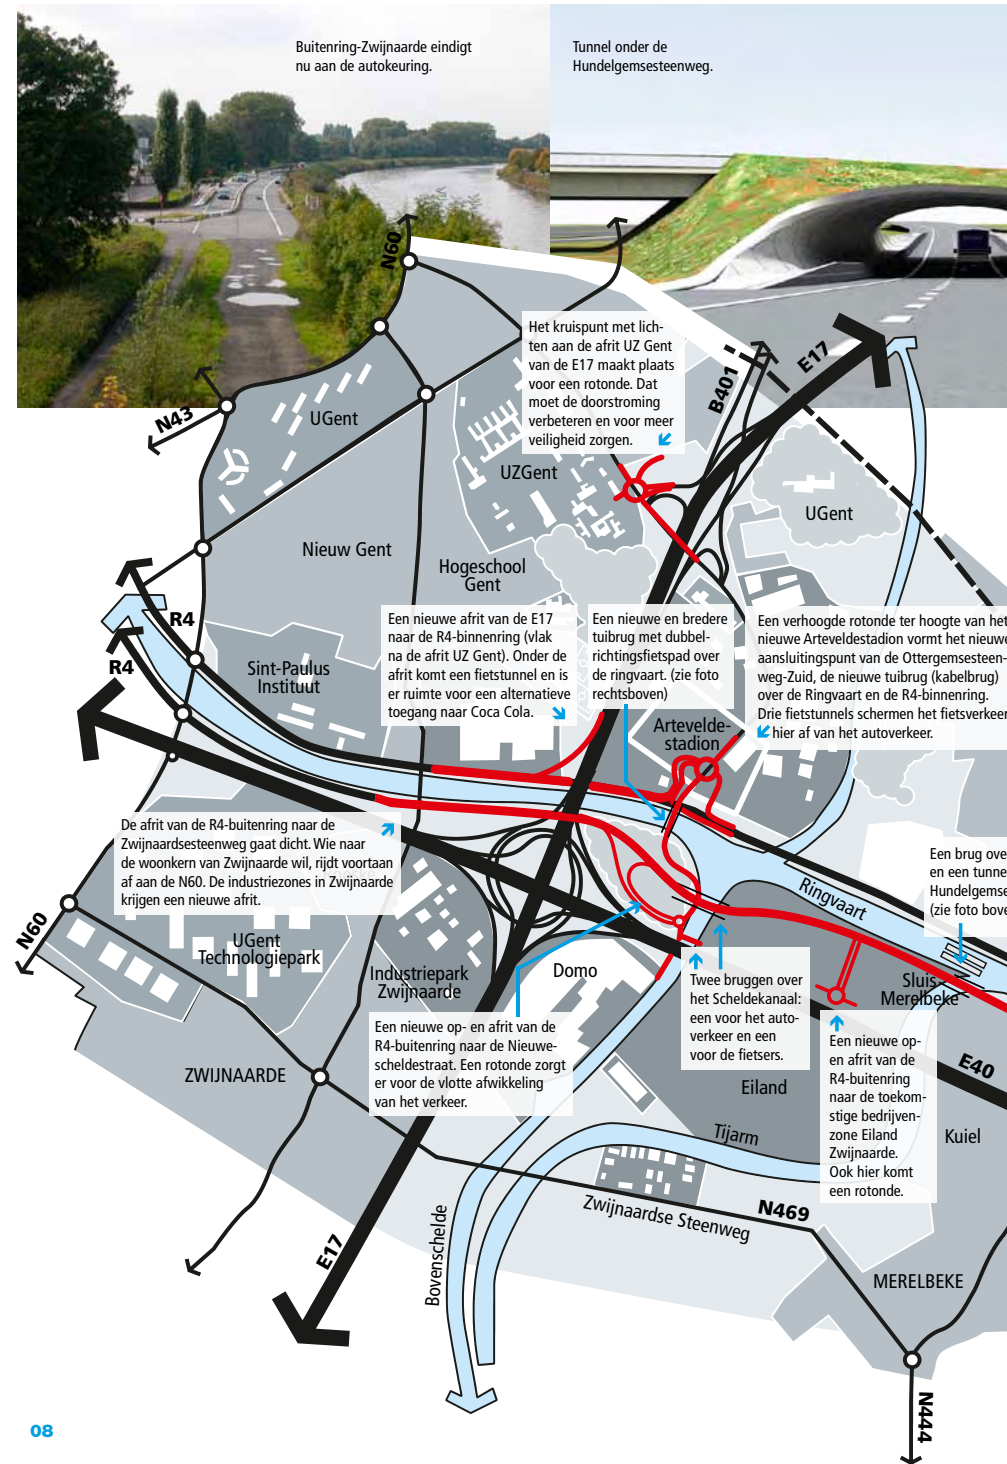 Buitenring-Zwijnaarde eindigt
nu aan de autokeuring.
Tunnel onder de
Hundelgemsesteenweg.
N60
Het kruispunt met lich-
ten aan de afrit UZ Gent
van de E17 maakt plaats
voor een rotonde. Dat
moet de doorstroming
verbeteren en voor meer
veiligheid zorgen.
E17
B401
N43
UGent
UZGent
UGent
Nieuw Gent
Hogeschool
Gent
R4
R4
Sint-Paulus
Instituut
Een nieuwe afrit van de E17
naar de R4-binnenring (vlak
na de afrit UZ Gent). Onder de
afrit komt een fietstunnel en is
er ruimte voor een alternatieve
toegang naar Coca Cola.
Een nieuwe en bredere
tuibrug met dubbel-
richtingsfietspad over
de ringvaart. (zie foto
rechtsboven)
Een verhoogde rotonde ter hoogte van het
nieuwe Arteveldestadion vormt het nieuwe
aansluitingspunt van de Ottergemsesteen-
weg-Zuid, de nieuwe tuibrug (kabelbrug)
over de Ringvaart en de R4-binnenring.
Drie fietstunnels schermen het fietsverkeer
hier af van het autoverkeer.
Artevelde-
stadion
De afrit van de R4-buitenring naar de
Zwijnaardsesteenweg gaat dicht. Wie naar
de woonkern van Zwijnaarde wil, rijdt voortaan
af aan de N60. De industriezones in Zwijnaarde
krijgen een nieuwe afrit.
Een brug ove
en een tunne
Hundelgemse
(zie foto bove
Ringvaart
N60
UGent
Technologiepark
Industriepark
Zwijnaarde
Domo
Sluis-
Merelbeke
Twee bruggen over
het Scheldekanaal:
een voor het auto-
verkeer en een
voor de fietsers.
Een nieuwe op- en afrit van de
R4-buitenring naar de Nieuwe-
scheldestraat. Een rotonde zorgt
er voor de vlotte afwikkeling
van het verkeer.
Een nieuwe op-
en afrit van de
R4-buitenring
naar de toekom-
stige bedrijven-
zone Eiland
Zwijnaarde.
Ook hier komt
een rotonde.
ZWIJNAARDE
Eiland
E40
Kuiel
Tijarm
Zwijnaardse Steenweg
N469
Bovenschelde
E17
MERELBEKE
N444
08